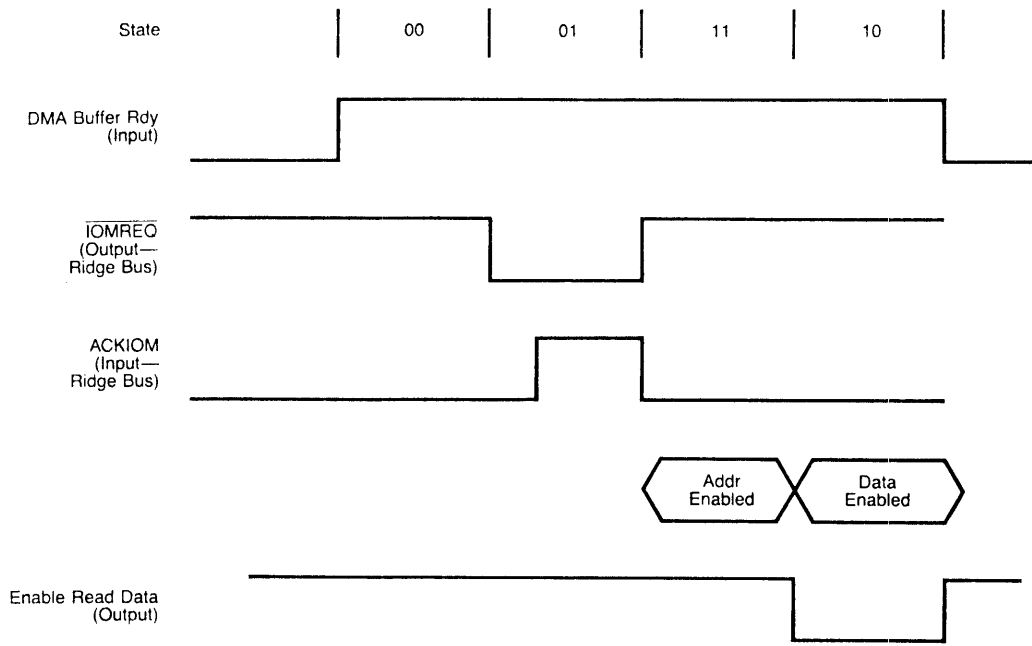 State 00 01 11 10
DMA Buffer Rdy
(Input)
IOMREQ
(Output—
Ridge Bus)
ACKIOM
(Input—
Ridge Bus)
Addr
Enabled
Data
Enabled
Enable Read Data
(Output)